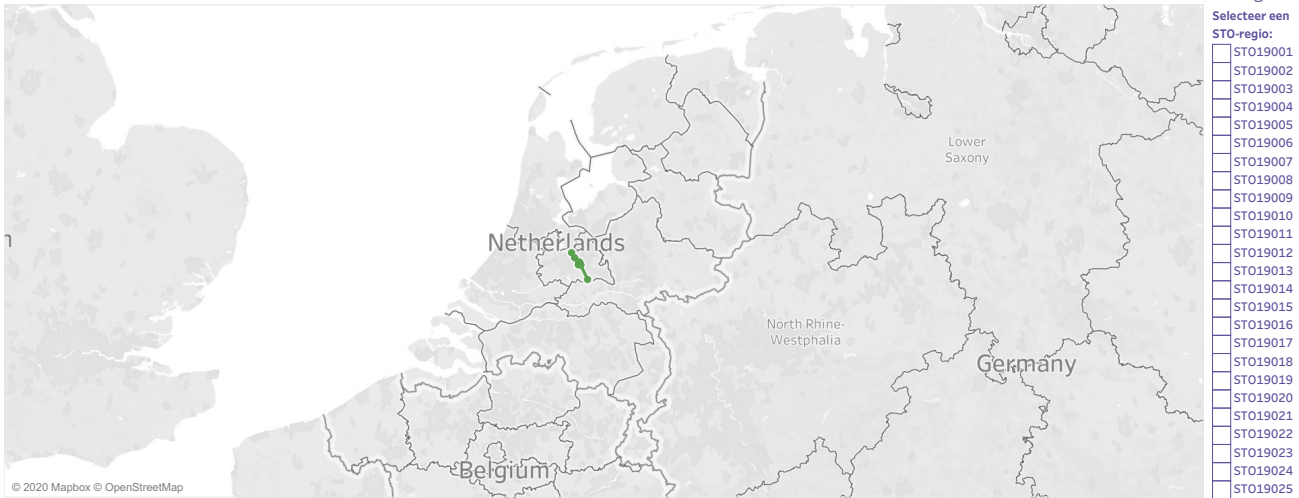 Selecteer een
STO-regio:
STO19001
STO19002
STO19003
STO19004
STO19005
STO19006
STO19007
STO19008
STO19009
STO19010
STO19011
STO19012
STO19013
STO19014
STO19015
STO19016
STO19017
STO19018
STO19019
STO19020
STO19021
STO19022
STO19023
STO19024
STO19025
Lower
Saxony
Netherlands
North Rhine-
Westphalia
Germany
Belgium
© 2020 Mapbox © OpenStreetMap